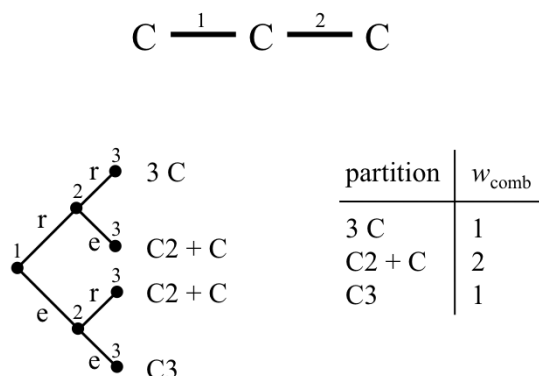 1 2
C C C
3
r 3 C
2
r
e 3 C2 + C
1
r 3 C2 + C
e 2
e 3 C3
partition w_comb
3 C 1
C2 + C 2
C3 1